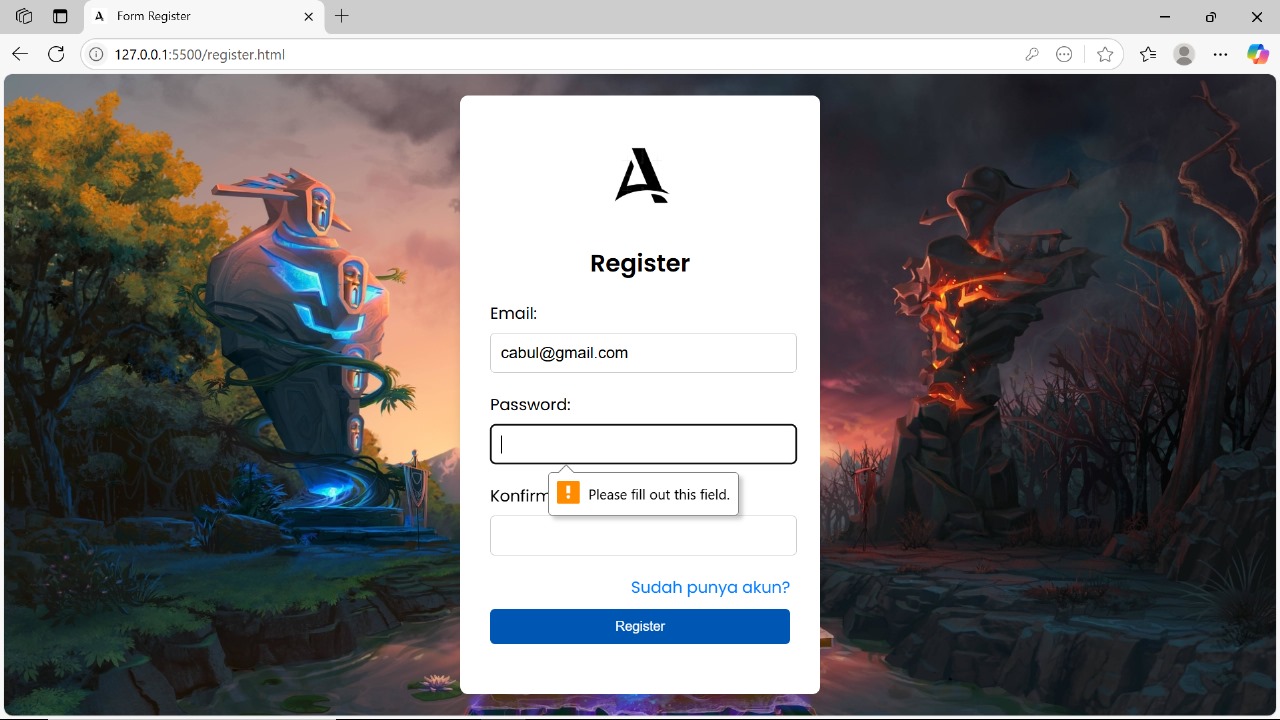 Form Register
127.0.0.1:5500/register.html
Register
Email:
cabul@gmail.com
Password:
Please fill out this field.
Konfirm
Sudah punya akun?
Register